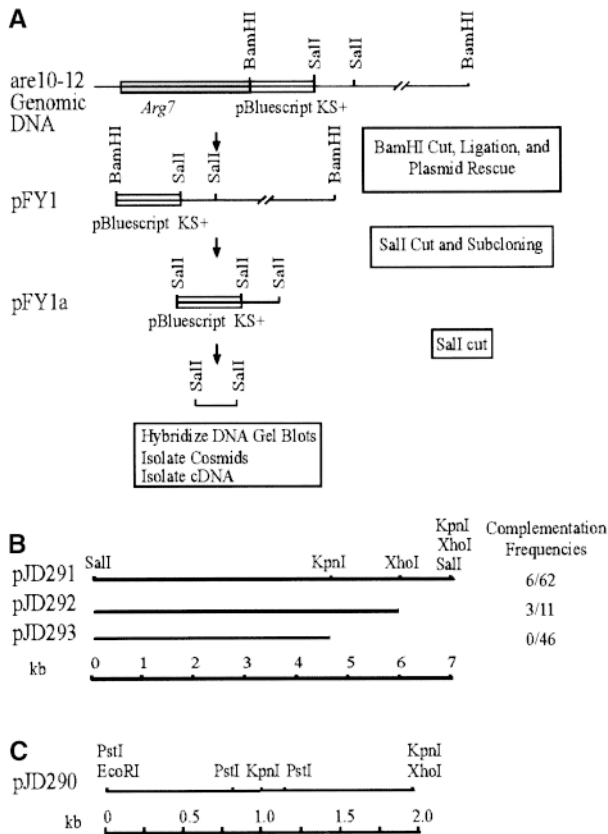 A
BamHI
SalI
SalI
BamHI
are10-12
Genomic
DNA
Arg7
pBluescript KS+
BamHI
SalI
SalI
BamHI
BamHI Cut, Ligation, and
Plasmid Rescue
pFY1
pBluescript KS+
SalI
SalI
SalI
SalI Cut and Subcloning
pFY1a
pBluescript KS+
SalI cut
SalI
SalI
Hybridize DNA Gel Blots
Isolate Cosmids
Isolate cDNA
B
KpnI
XhoI
SalI
Complementation
Frequencies
pJD291
SalI
KpnI
XhoI
6/62
pJD292
3/11
pJD293
0/46
kb
0 1 2 3 4 5 6 7
C
PstI
EcoRI
PstI
KpnI
PstI
KpnI
XhoI
pJD290
kb
0 0.5 1.0 1.5 2.0